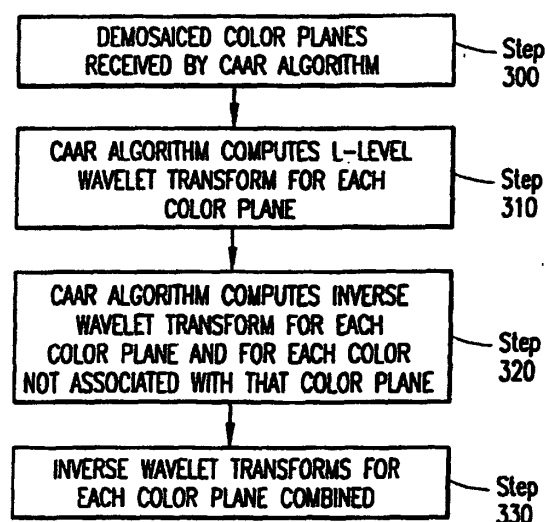 DEMOSAICED COLOR PLANES
RECEIVED BY CAAR ALGORITHM
Step
300
CAAR ALGORITHM COMPUTES L-LEVEL
WAVELET TRANSFORM FOR EACH
COLOR PLANE
Step
310
CAAR ALGORITHM COMPUTES INVERSE
WAVELET TRANSFORM FOR EACH
COLOR PLANE AND FOR EACH COLOR
NOT ASSOCIATED WITH THAT COLOR PLANE
Step
320
INVERSE WAVELET TRANSFORMS FOR
EACH COLOR PLANE COMBINED
Step
330